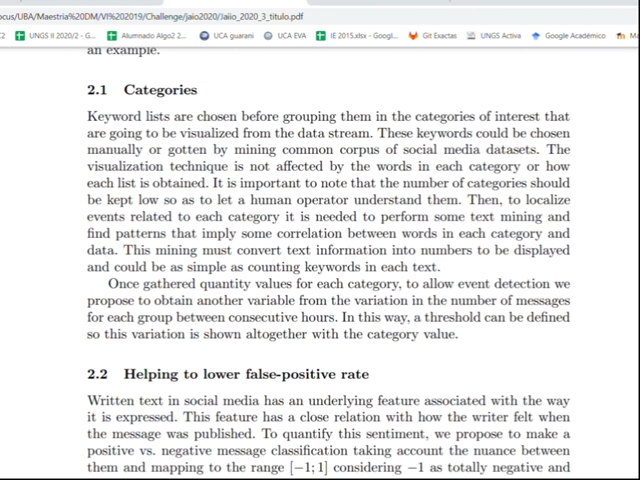 ocus/UBA/Maestria%20DM/VI%202019/Challenge/jaio2020/Jaiio_2020_3_titulo.pdf
UNGS II 2020/2 - G...
Alumnado Algo2 2...
UCA guarani
UCA EVA
IE 2015.xlsx - Googl...
Git Exactas
UNGS Activa
Google Académico
an example.
2.1 Categories
Keyword lists are chosen before grouping them in the categories of interest that
are going to be visualized from the data stream. These keywords could be chosen
manually or gotten by mining common corpus of social media datasets. The
visualization technique is not affected by the words in each category or how
each list is obtained. It is important to note that the number of categories should
be kept low so as to let a human operator understand them. Then, to localize
events related to each category it is needed to perform some text mining and
find patterns that imply some correlation between words in each category and
data. This mining must convert text information into numbers to be displayed
and could be as simple as counting keywords in each text.
Once gathered quantity values for each category, to allow event detection we
propose to obtain another variable from the variation in the number of messages
for each group between consecutive hours. In this way, a threshold can be defined
so this variation is shown altogether with the category value.
2.2 Helping to lower false-positive rate
Written text in social media has an underlying feature associated with the way
it is expressed. This feature has a close relation with how the writer felt when
the message was published. To quantify this sentiment, we propose to make a
positive vs. negative message classification taking account the nuance between
them and mapping to the range [−1; 1] considering −1 as totally negative and